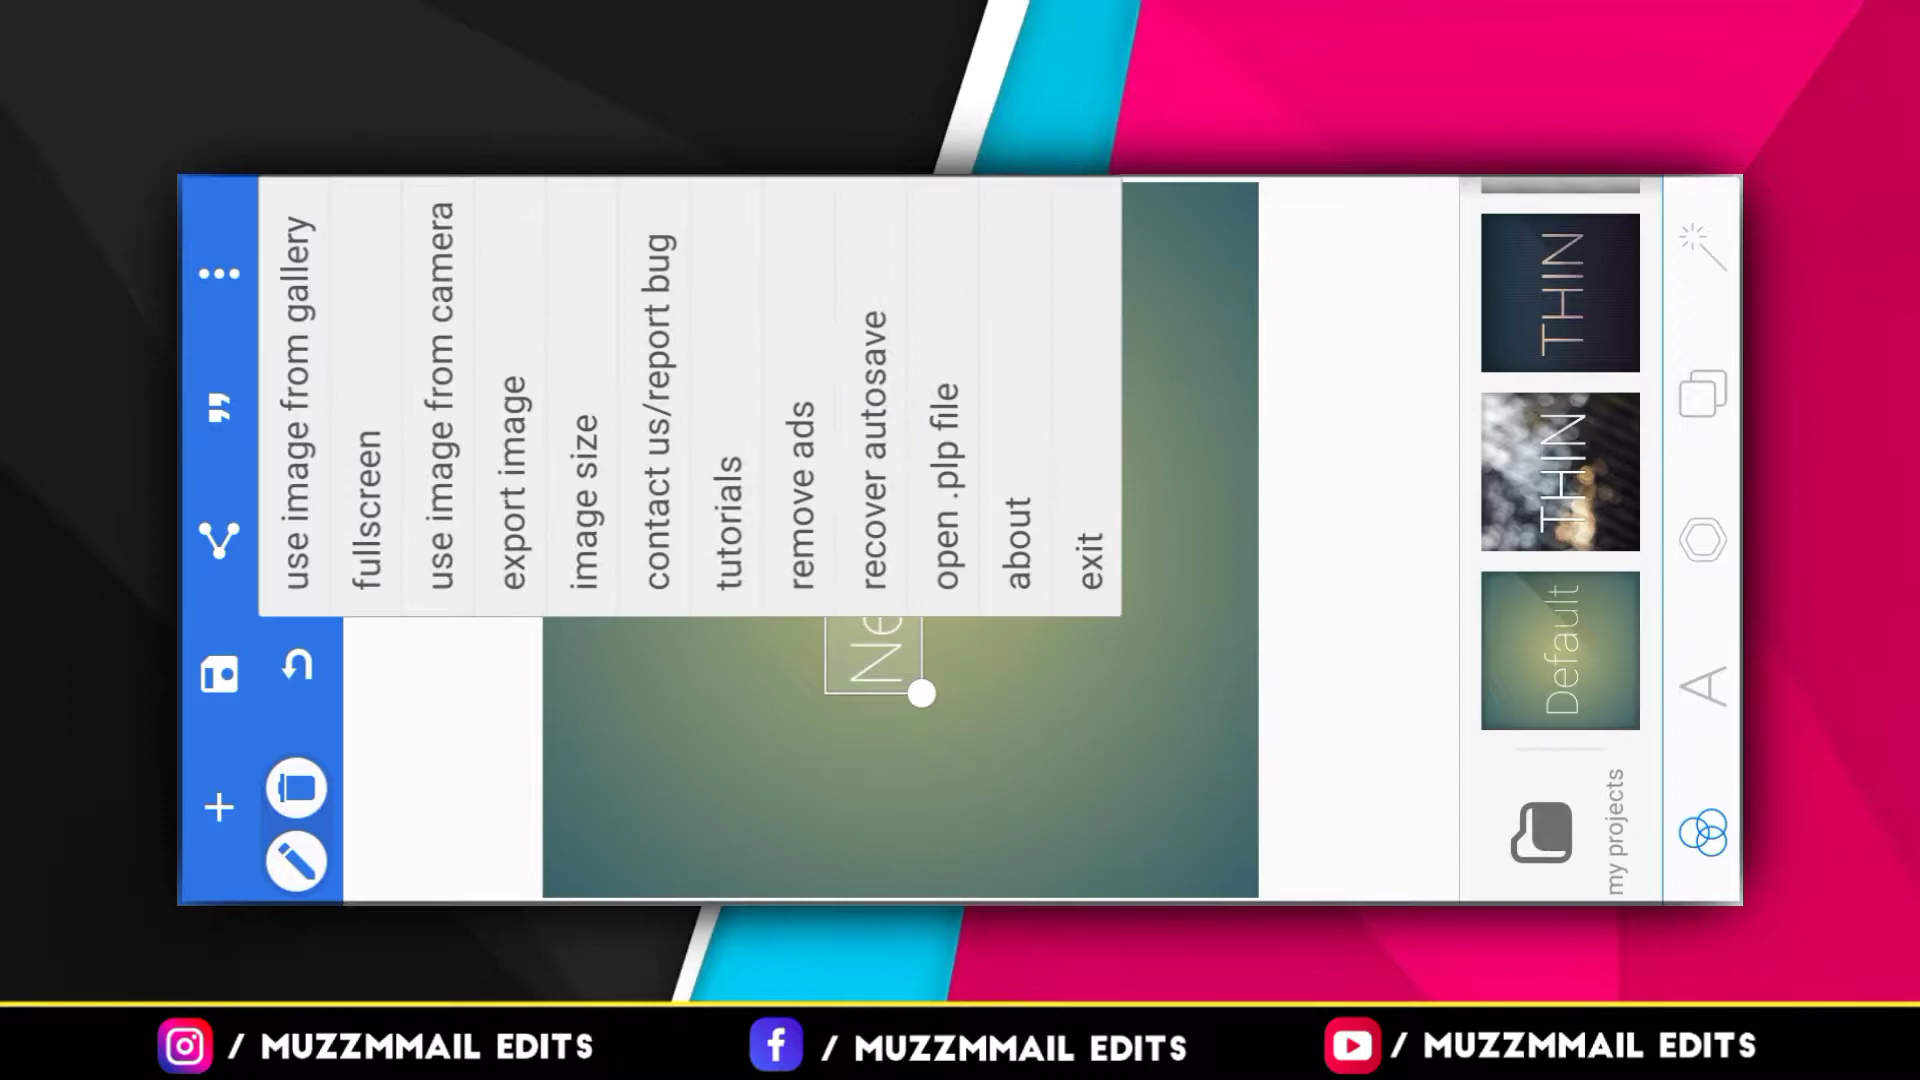 use image from gallery
fullscreen
use image from camera
export image
image size
contact us/report bug
tutorials
remove ads
recover autosave
open .plp file
about
exit
Ne
my projects
Default
THIN
THIN
/ MUZZMMAIL EDITS
/ MUZZMMAIL EDITS
/ MUZZMMAIL EDITS